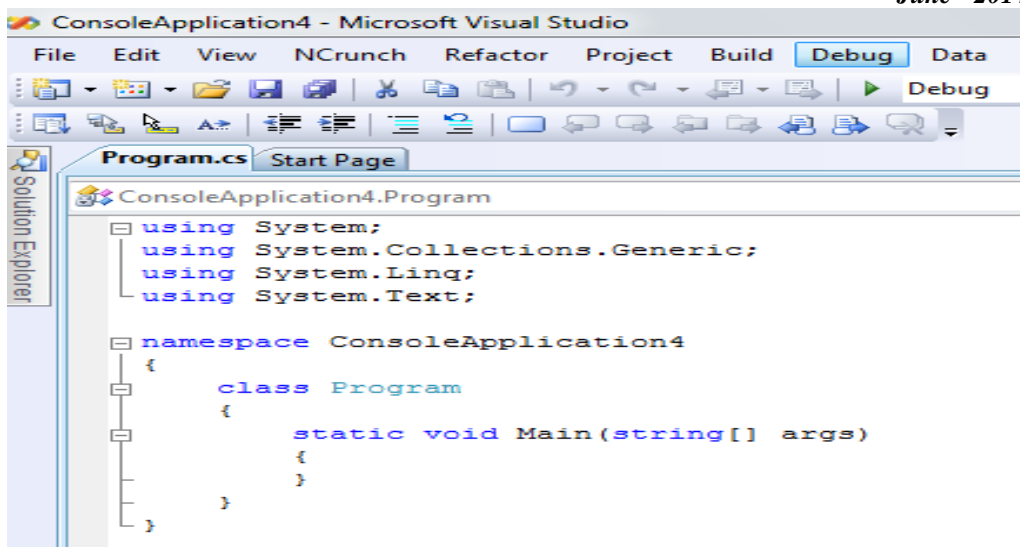 ConsoleApplication4 - Microsoft Visual Studio
File Edit View NCrunch Refactor Project Build Debug Data
Debug
Program.cs Start Page
Solution Explorer
ConsoleApplication4.Program
using System;
using System.Collections.Generic;
using System.Linq;
using System.Text;
namespace ConsoleApplication4
{
class Program
{
static void Main(string[] args)
{
}
}
}